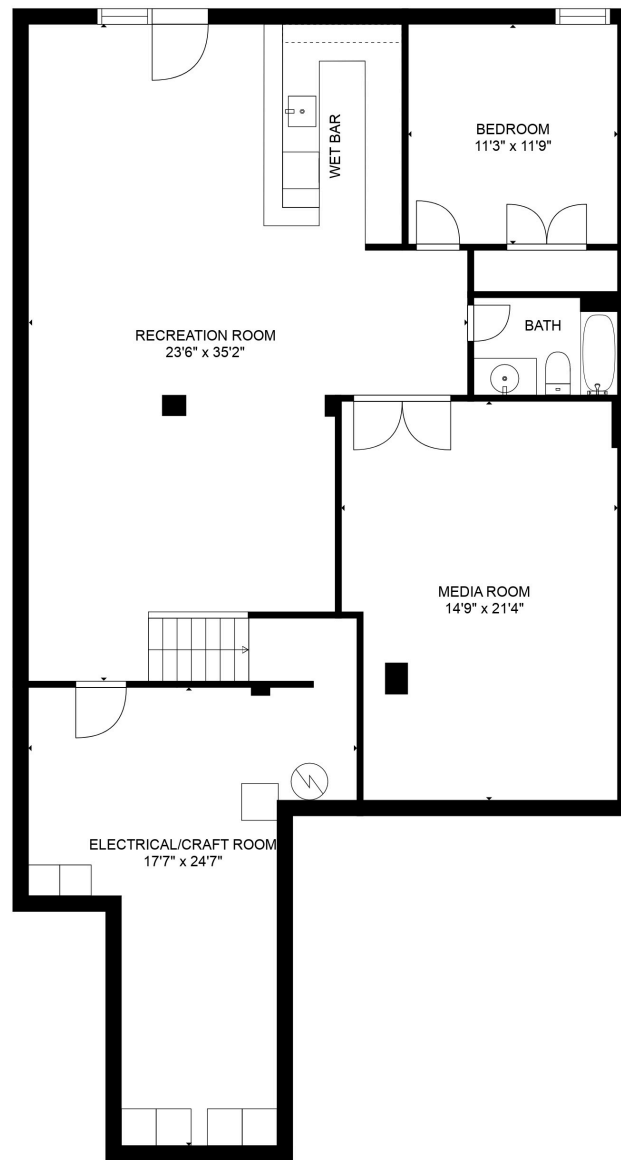 WET BAR
BEDROOM
11'3" x 11'9"
BATH
RECREATION ROOM
23'6" x 35'2"
MEDIA ROOM
14'9" x 21'4"
ELECTRICAL/CRAFT ROOM
17'7" x 24'7"